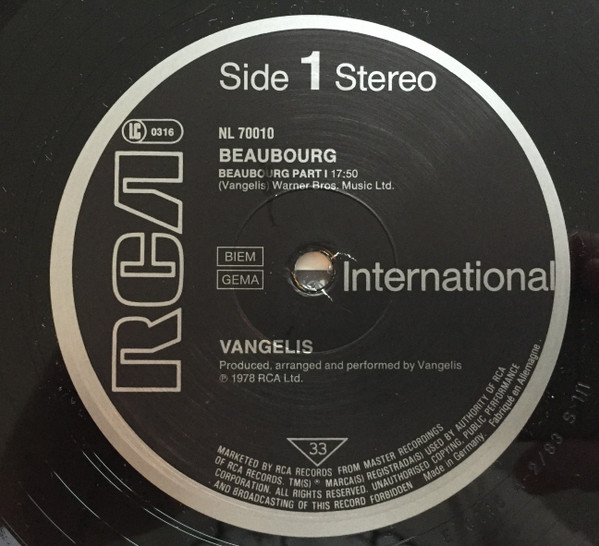 Side 1 Stereo
LC 0316
NL 70010
BEAUBOURG
BEAUBOURG PART I 17:50
(Vangelis) Warner Bros. Music Ltd.
RCA
BIEM
GEMA
International
VANGELIS
Produced, arranged and performed by Vangelis
℗ 1978 RCA Ltd.
33
MARKETED BY RCA RECORDS FROM MASTER RECORDINGS
OF RCA RECORDS. TM(S) ® MARCA(S) REGISTRADA(S) USED BY AUTHORITY OF RCA
CORPORATION. ALL RIGHTS RESERVED. UNAUTHORISED COPYING, PUBLIC PERFORMANCE
AND BROADCASTING OF THIS RECORD FORBIDDEN Made in Germany Fabriqué en Allemagne